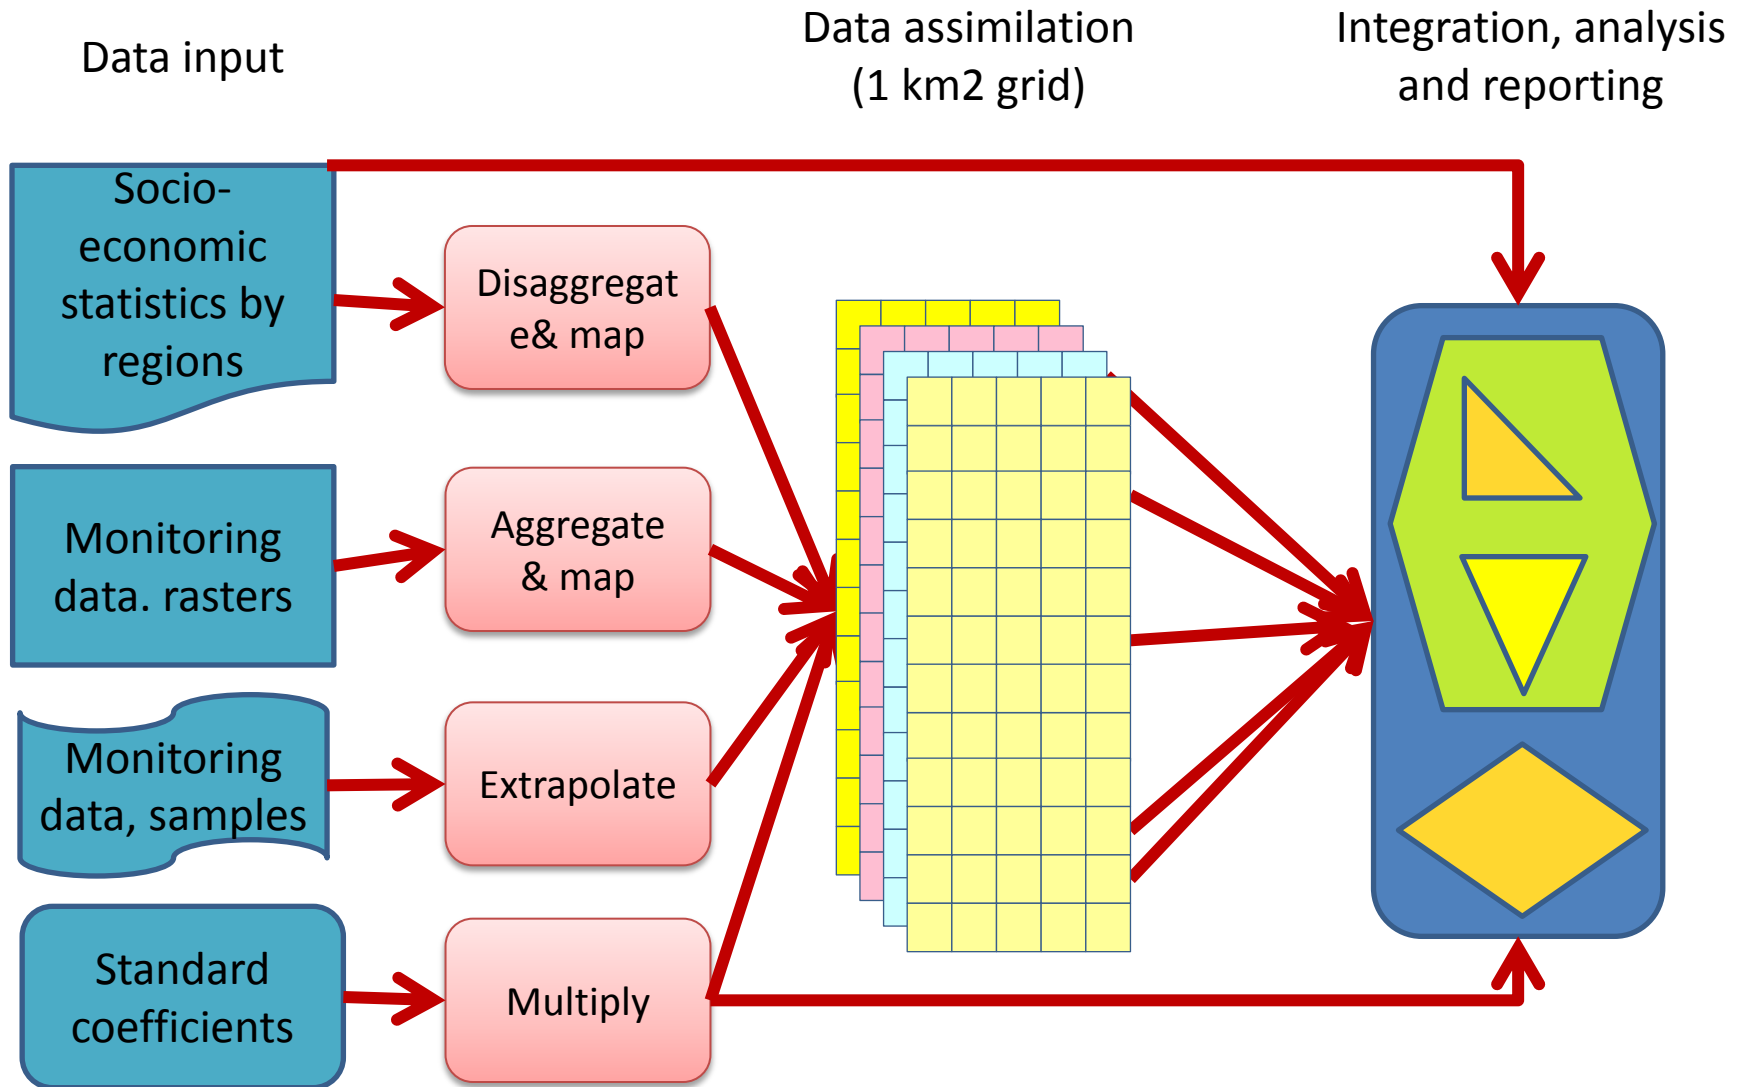 Data input
Data assimilation
(1 km2 grid)
Integration, analysis
and reporting
Socio-
economic
statistics by
regions
Disaggregat
e& map
Monitoring
data. rasters
Aggregate
& map
Monitoring
data, samples
Extrapolate
Standard
coefficients
Multiply